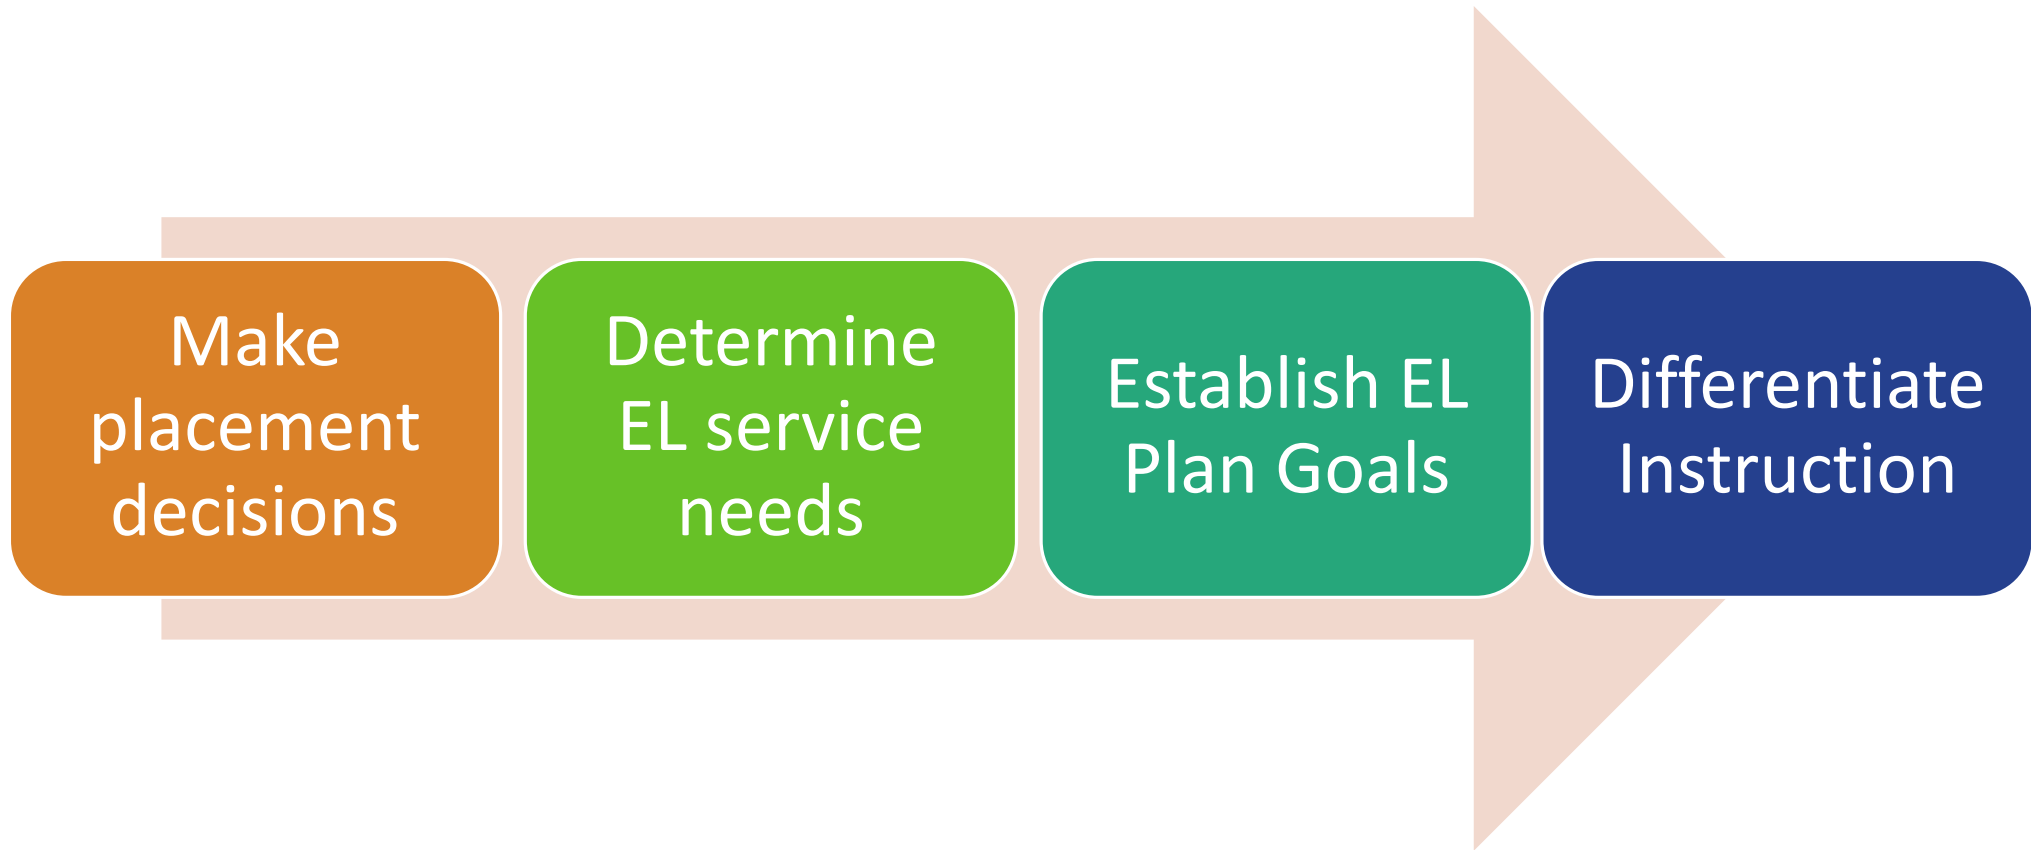 Make
placement
decisions
Determine
EL service
needs
Establish EL
Plan Goals
Differentiate
Instruction